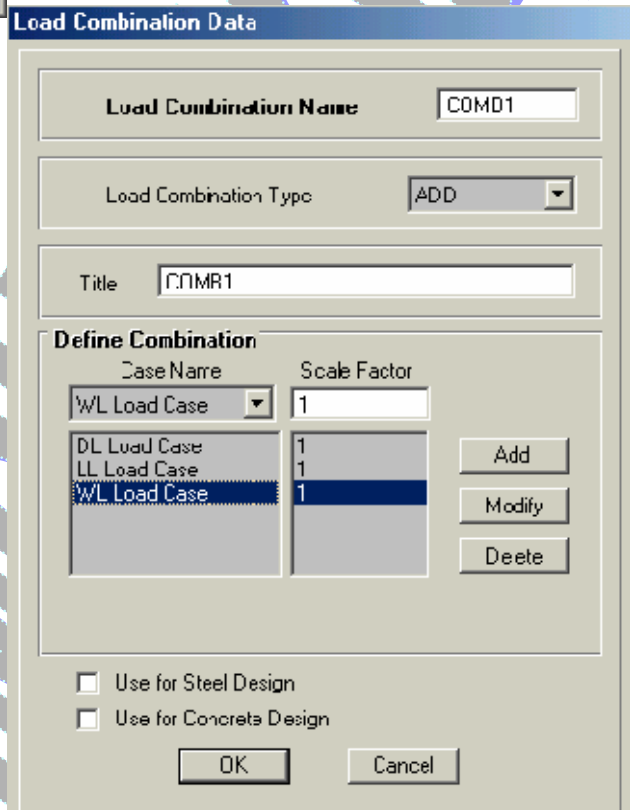 Load Combination Data
Load Combination Name COMB1
Load Combination Type ADD
Title COMB1
Define Combination
Case Name Scale Factor
WL Load Case 1
DL Load Case 1
LL Load Case 1
WL Load Case 1
Add
Modify
Delete
Use for Steel Design
Use for Concrete Design
OK Cancel